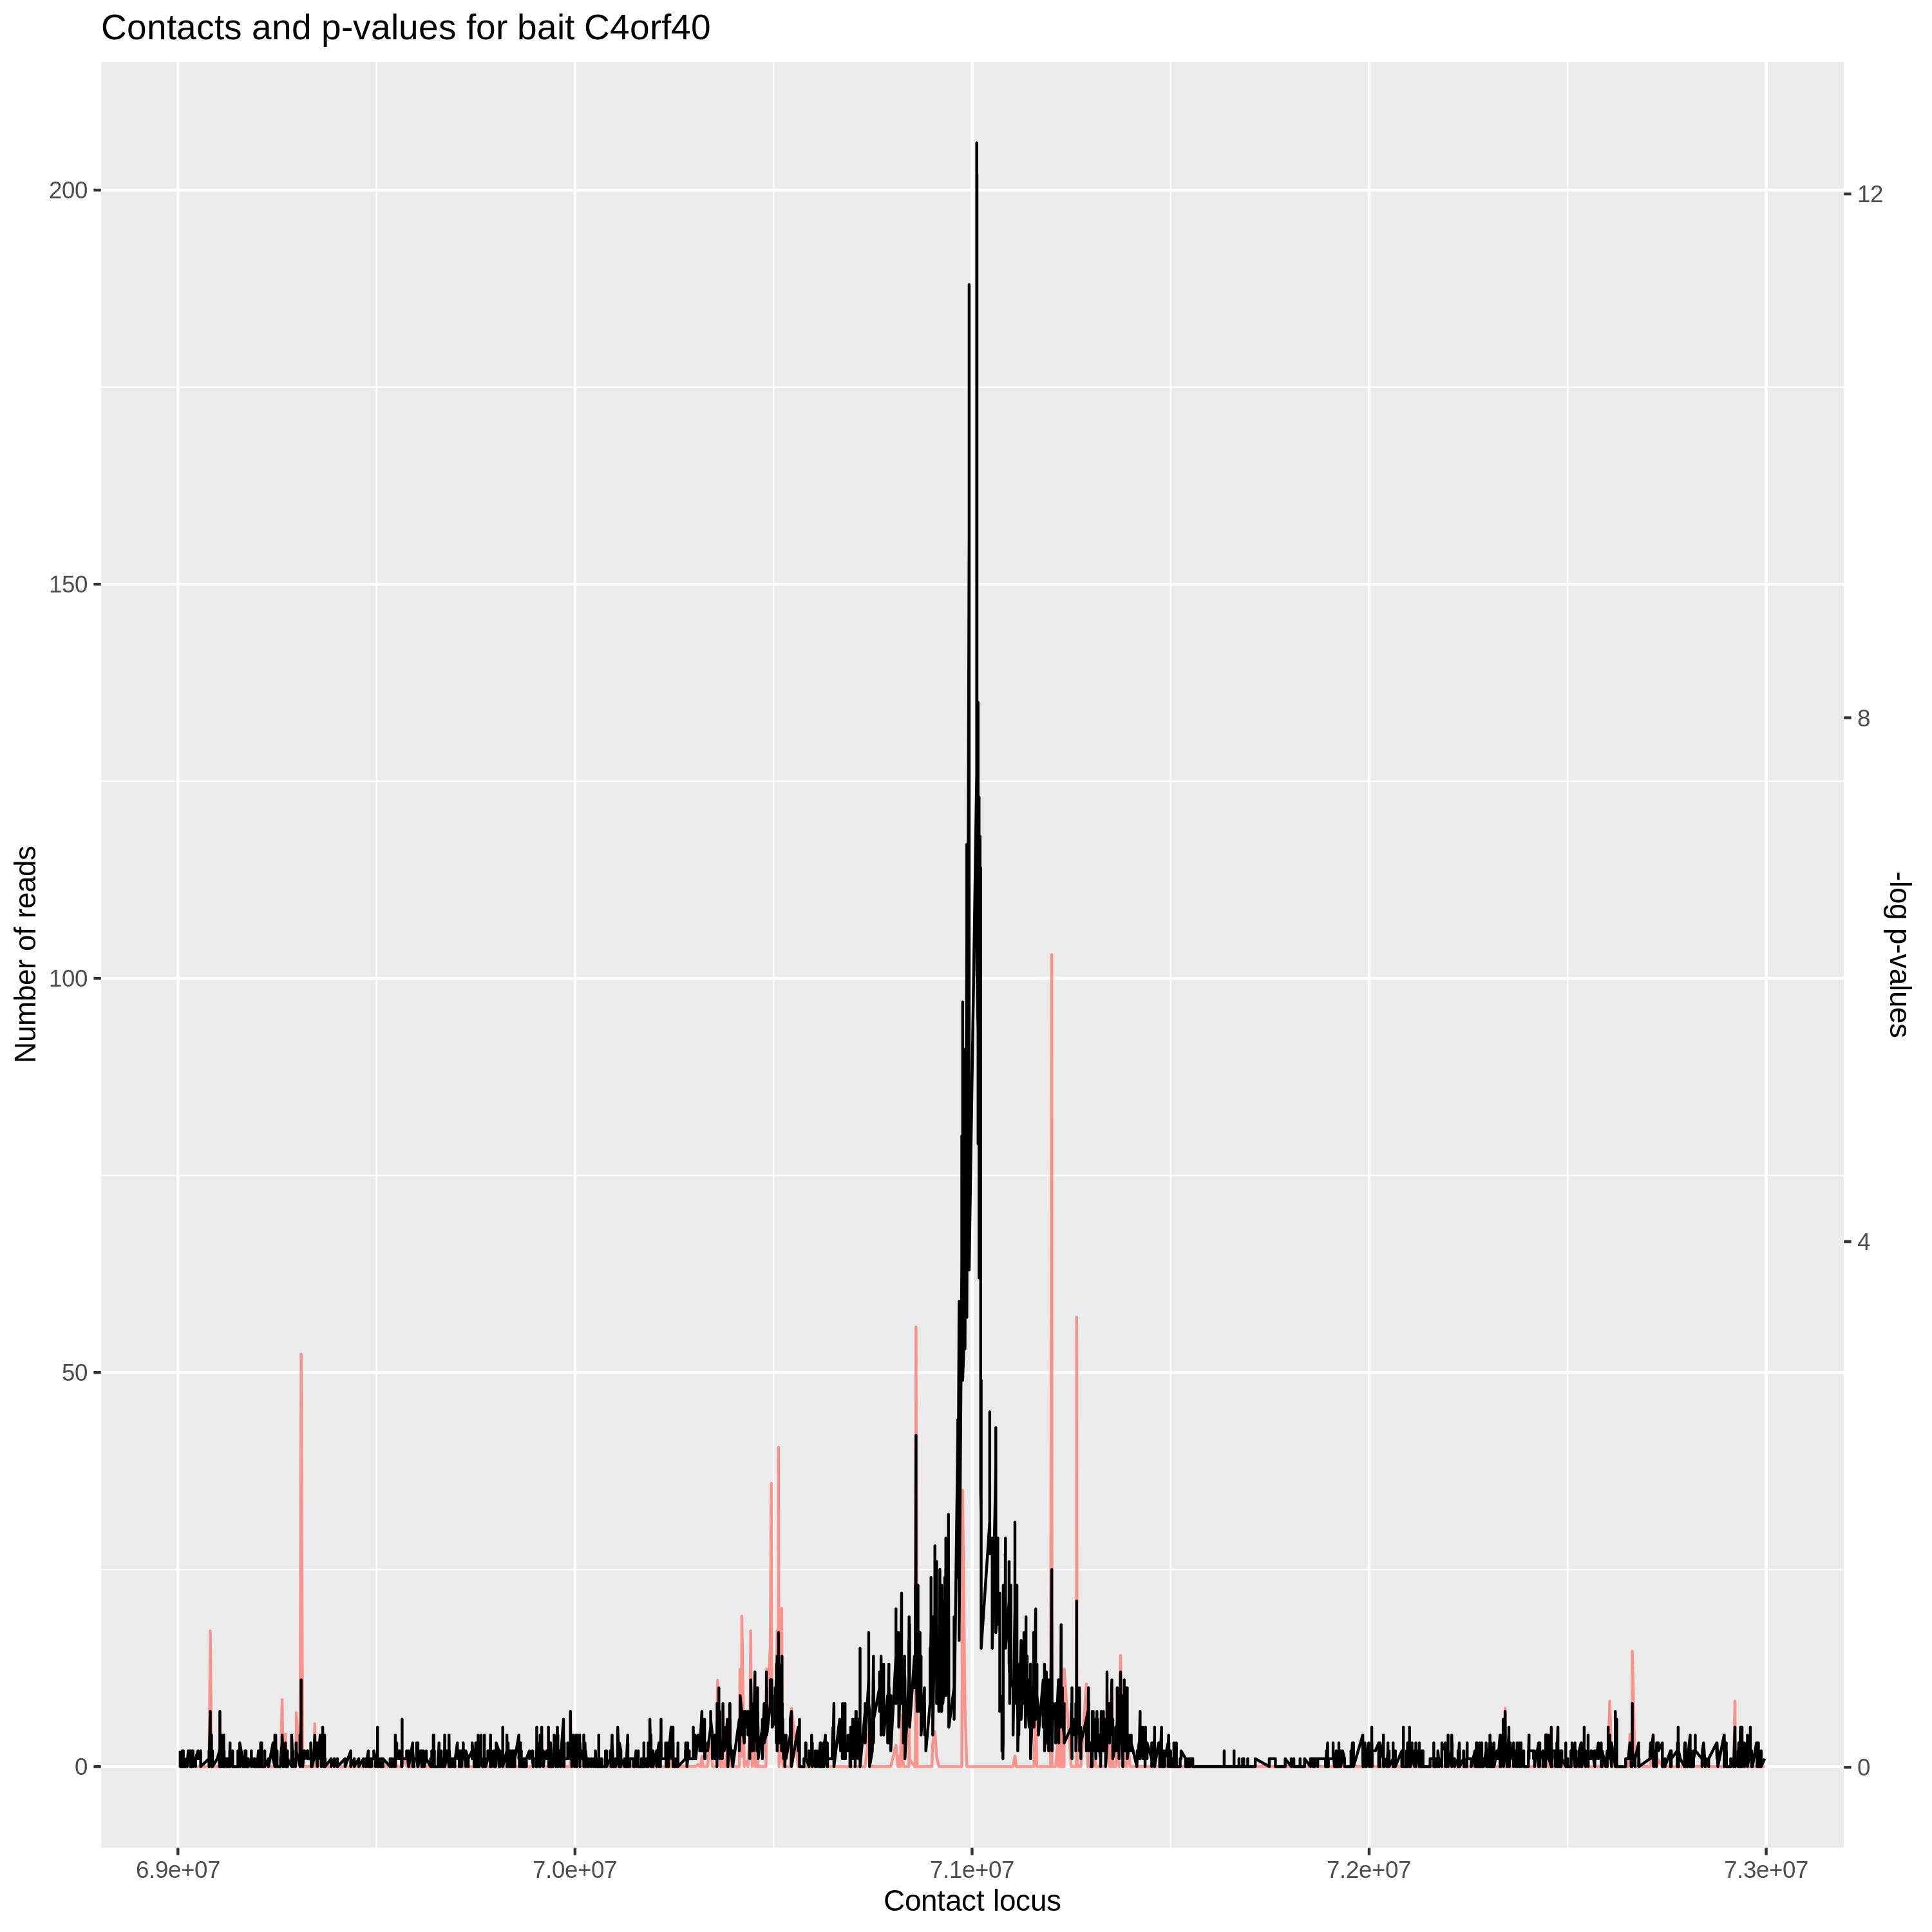 Contacts and p-values for bait C4orf40
200
150
100
50
0
12
8
4
0
Number of reads
-log p-values
6.9e+07
7.0e+07
7.1e+07
7.2e+07
7.3e+07
Contact locus